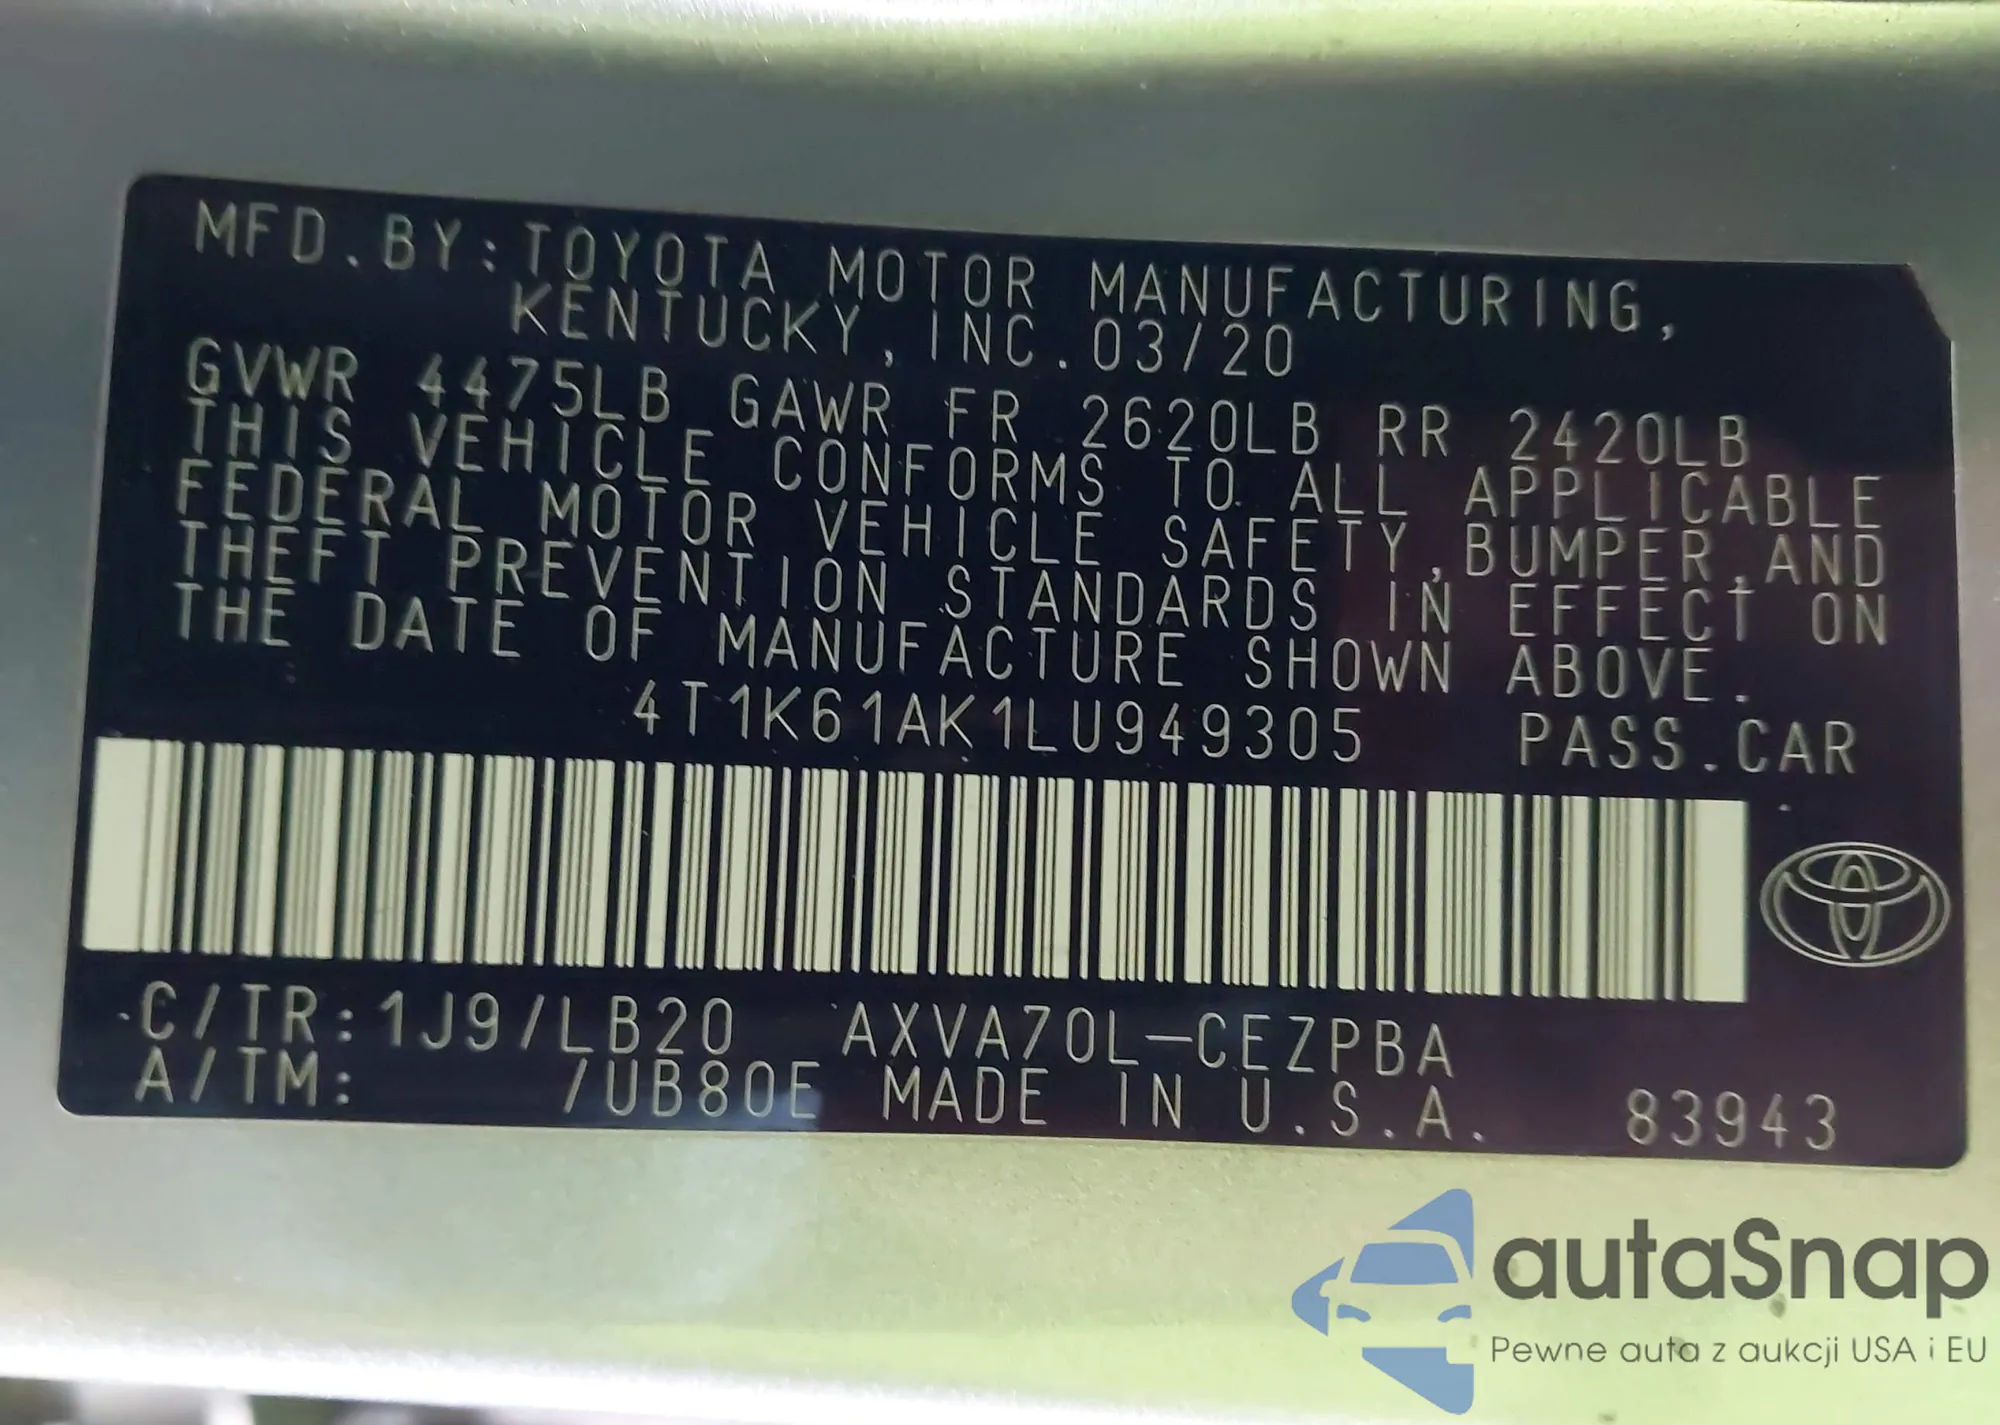 MFD.BY:TOYOTA MOTOR MANUFACTURING,
KENTUCKY, INC.03/20
GVWR 4475LB GAWR FR 2620LB RR 2420LB
THIS VEHICLE CONFORMS TO ALL APPLICABLE
FEDERAL MOTOR VEHICLE SAFETY,BUMPER,AND
THEFT PREVENTION STANDARDS IN EFFECT ON
THE DATE OF MANUFACTURE SHOWN ABOVE.
4T1K61AK1LU949305 PASS.CAR
C/TR:1J9/LB20 AXVA70L-CEZPBA
A/TM: /UB80E MADE IN U.S.A. 83943
autaSnap
Pewne auta z aukcji USA i EU